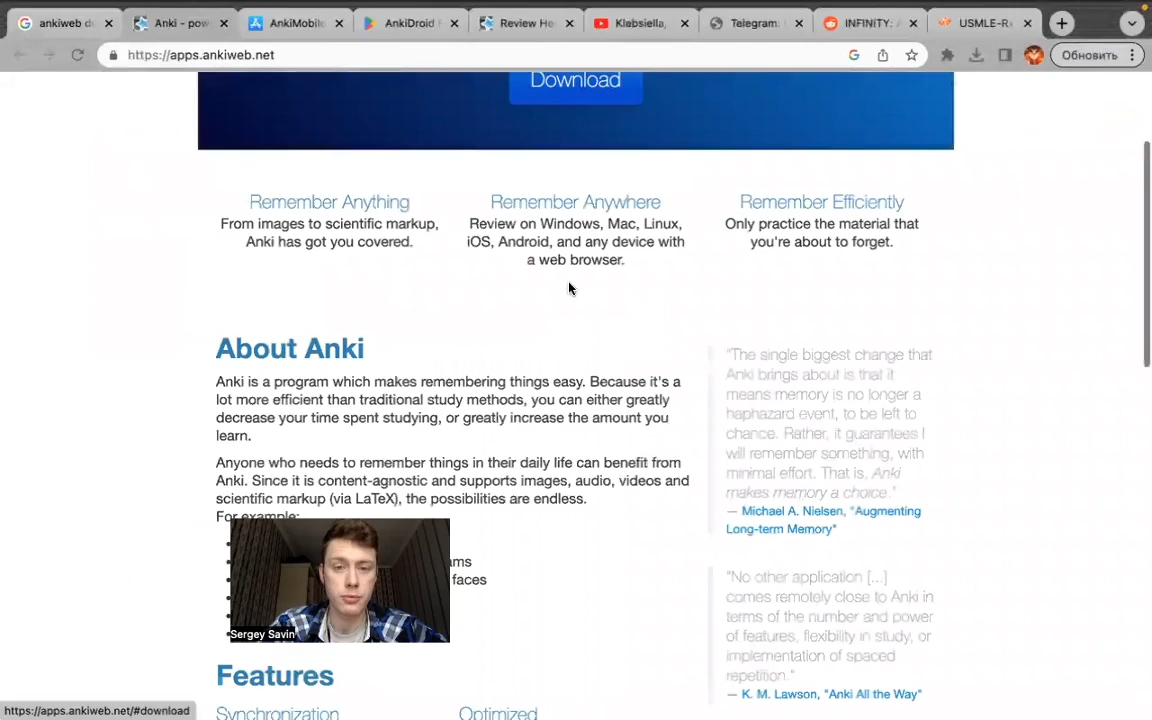 ankiweb d
Anki - pow
AnkiMobile
AnkiDroid F
Review He
Klebsiella,
Telegram:
INFINITY:
USMLE-R
https://apps.ankiweb.net
Обновить
Download
Remember Anything
From images to scientific markup,
Anki has got you covered.
Remember Anywhere
Review on Windows, Mac, Linux,
iOS, Android, and any device with
a web browser.
Remember Efficiently
Only practice the material that
you're about to forget.
About Anki
Anki is a program which makes remembering things easy. Because it's a
lot more efficient than traditional study methods, you can either greatly
decrease your time spent studying, or greatly increase the amount you
learn.
Anyone who needs to remember things in their daily life can benefit from
Anki. Since it is content-agnostic and supports images, audio, videos and
scientific markup (via LaTeX), the possibilities are endless.
For example:
ams
faces
Sergey Savin
Features
Synchronization
Optimized
"The single biggest change that
Anki brings about is that it
means memory is no longer a
haphazard event, to be left to
chance. Rather, it guarantees I
will remember something, with
minimal effort. That is, Anki
makes memory a choice."
— Michael A. Nielsen, "Augmenting
Long-term Memory"
"No other application [...]
comes remotely close to Anki in
terms of the number and power
of features, flexibility in study, or
implementation of spaced
repetition."
— K. M. Lawson, "Anki All the Way"
https://apps.ankiweb.net/#download